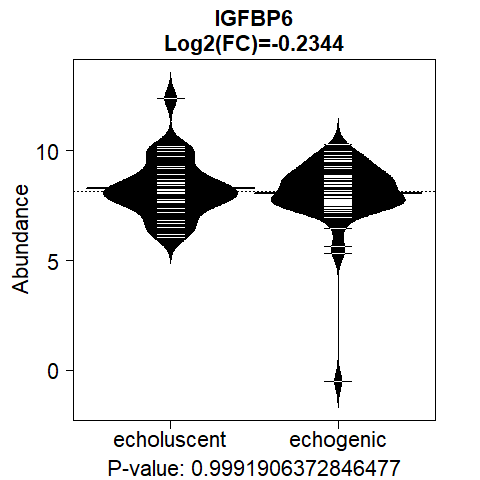 IGFBP6
Log2(FC)=-0.2344
Abundance
10
5
0
echoluscent echogenic
P-value: 0.9991906372846477